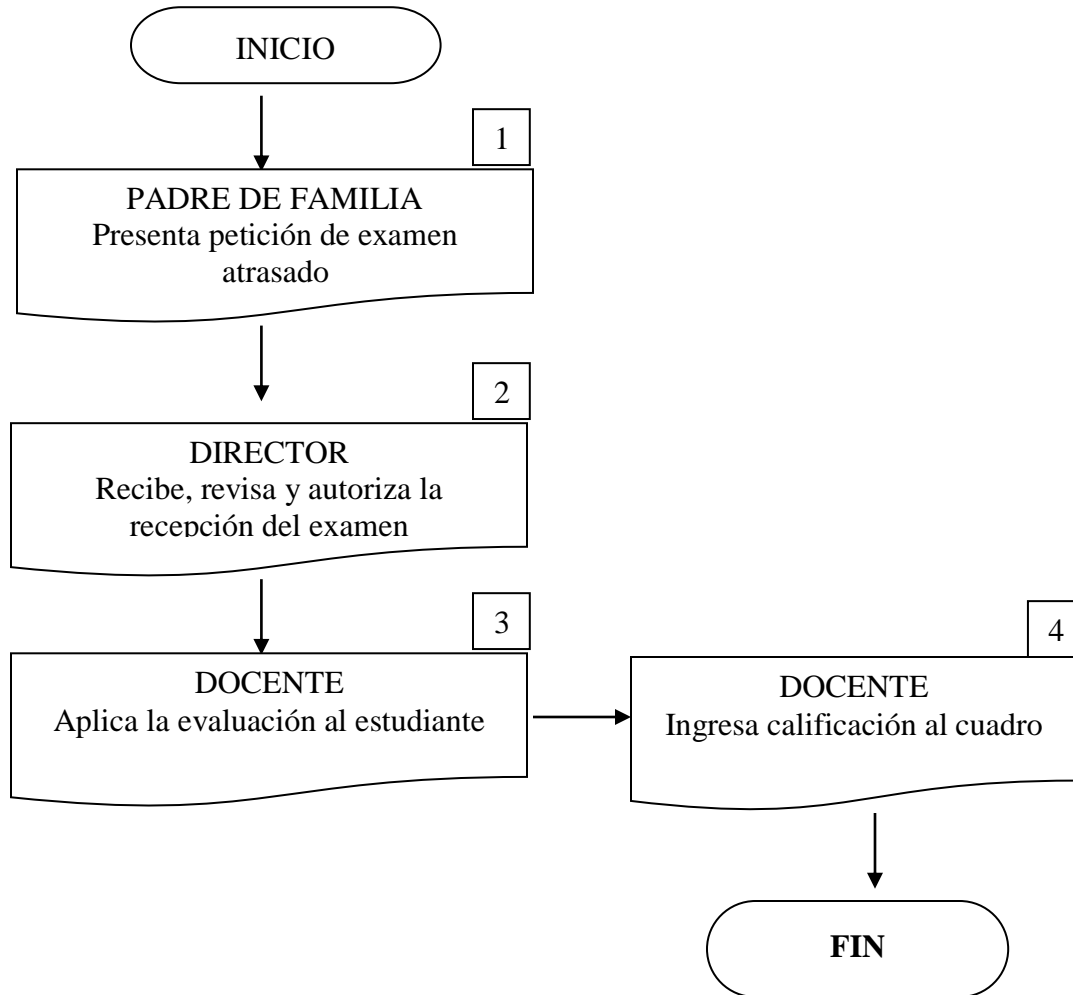 INICIO
1
PADRE DE FAMILIA
Presenta petición de examen
atrasado
2
DIRECTOR
Recibe, revisa y autoriza la
recepción del examen
3
DOCENTE
Aplica la evaluación al estudiante
4
DOCENTE
Ingresa calificación al cuadro
FIN